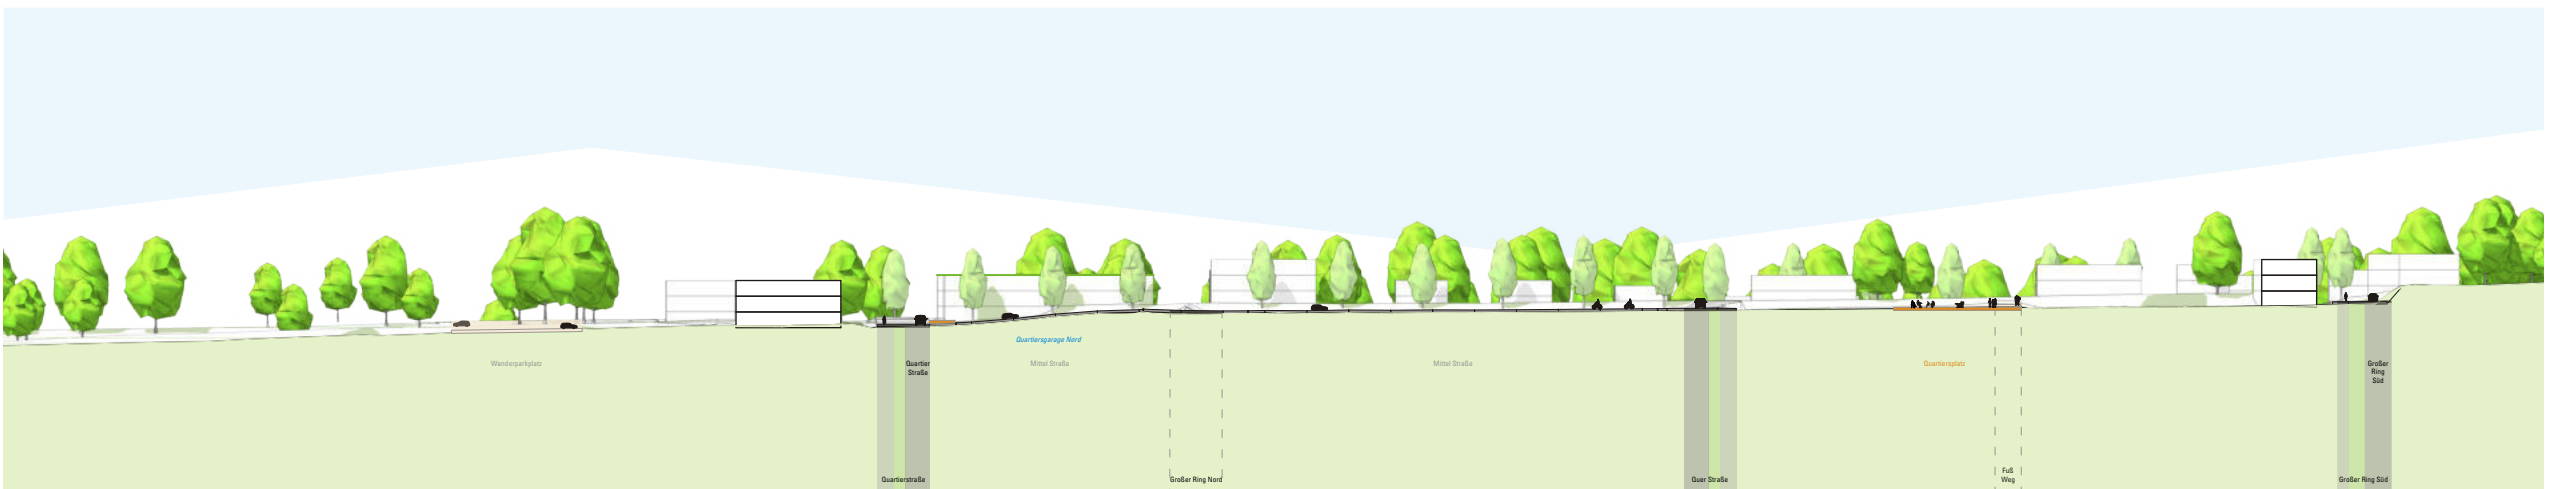 Quartiersgarage Nord
Wanderparkplatz
Quartier
Straße
Mittel Straße
Mittel Straße
Quartiersplatz
Großer
Ring
Süd
Quartierstraße
Großer Ring Nord
Quer Straße
Fuß
Weg
Großer Ring Süd